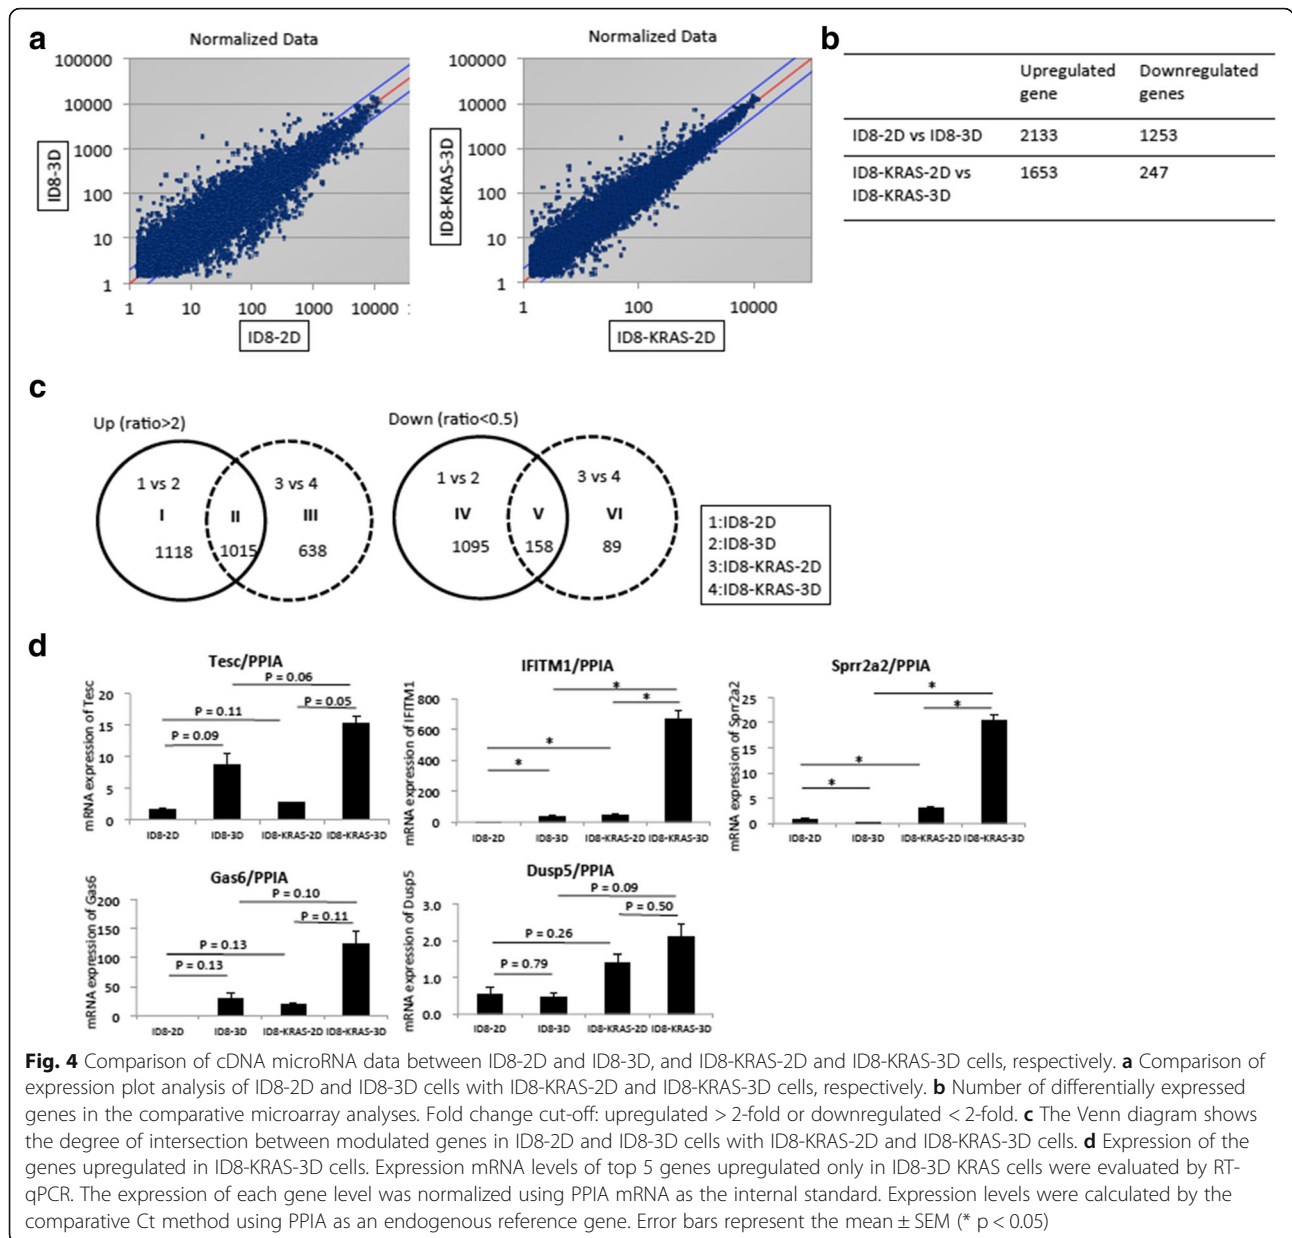 a
Normalized Data
100000
10000
1000
100
10
1
ID8-3D
1 10 100 1000 10000
ID8-2D
Normalized Data
100000
10000
1000
100
10
1
ID8-KRAS-3D
1 100 10000
ID8-KRAS-2D
b
Upregulated gene Downregulated genes
ID8-2D vs ID8-3D 2133 1253
ID8-KRAS-2D vs ID8-KRAS-3D 1653 247
c
Up (ratio>2)
1 vs 2 3 vs 4
I II III
1118 1015 638
Down (ratio<0.5)
1 vs 2 3 vs 4
IV V VI
1095 158 89
1:ID8-2D
2:ID8-3D
3:ID8-KRAS-2D
4:ID8-KRAS-3D
d
Tesc/PPIA
mRNA expression of Tesc
20
15
10
5
0
P = 0.06
P = 0.05
P = 0.11
P = 0.09
ID8-2D ID8-3D ID8-KRAS-2D ID8-KRAS-3D
IFITM1/PPIA
mRNA expression of IFITM1
800
600
400
200
0
*
*
*
*
ID8-2D ID8-3D ID8-KRAS-2D ID8-KRAS-3D
Sprr2a2/PPIA
mRNA expression of Sprr2a2
25
20
15
10
5
0
*
*
*
*
ID8-2D ID8-3D ID8-KRAS-2D ID8-KRAS-3D
Gas6/PPIA
mRNA expression of Gas6
200
150
100
50
0
P = 0.10
P = 0.11
P = 0.13
P = 0.13
ID8-2D ID8-3D ID8-KRAS-2D ID8-KRAS-3D
Dusp5/PPIA
mRNA expression of Dusp5
3.0
2.0
1.0
0.0
P = 0.09
P = 0.50
P = 0.26
P = 0.79
ID8-2D ID8-3D ID8-KRAS-2D ID8-KRAS-3D
Fig. 4 Comparison of cDNA microRNA data between ID8-2D and ID8-3D, and ID8-KRAS-2D and ID8-KRAS-3D cells, respectively. a Comparison of
expression plot analysis of ID8-2D and ID8-3D cells with ID8-KRAS-2D and ID8-KRAS-3D cells, respectively. b Number of differentially expressed
genes in the comparative microarray analyses. Fold change cut-off: upregulated > 2-fold or downregulated < 2-fold. c The Venn diagram shows
the degree of intersection between modulated genes in ID8-2D and ID8-3D cells with ID8-KRAS-2D and ID8-KRAS-3D cells. d Expression of the
genes upregulated in ID8-KRAS-3D cells. Expression mRNA levels of top 5 genes upregulated only in ID8-3D KRAS cells were evaluated by RT-
qPCR. The expression of each gene level was normalized using PPIA mRNA as the internal standard. Expression levels were calculated by the
comparative Ct method using PPIA as an endogenous reference gene. Error bars represent the mean ± SEM (* p < 0.05)